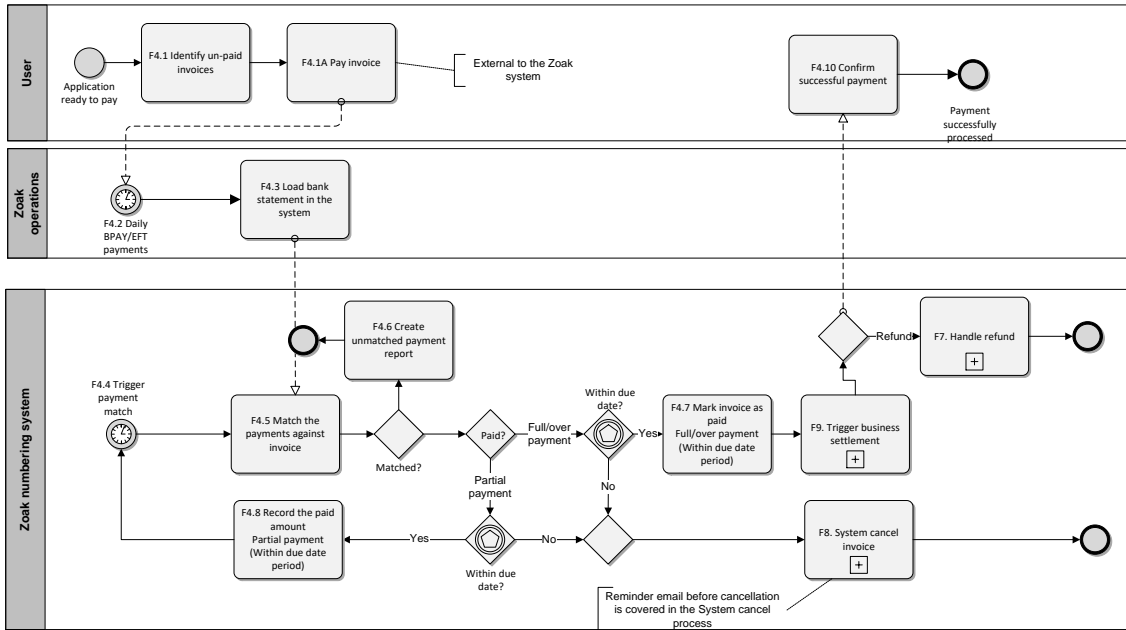 User
Application
ready to pay
F4.1 Identify un-paid
invoices
F4.1A Pay invoice
External to the Zoak
system
F4.10 Confirm
successful payment
Payment
successfully
processed
Zoak
operations
F4.2 Daily
BPAY/EFT
payments
F4.3 Load bank
statement in the
system
Zoak numbering system
F4.4 Trigger
payment
match
F4.5 Match the
payments against
invoice
F4.6 Create
unmatched payment
report
Matched?
Paid?
Full/over
payment
Partial
payment
Within due
date?
Yes
No
F4.7 Mark invoice as
paid
Full/over payment
(Within due date
period)
F9. Trigger business
settlement
Refund
F7. Handle refund
F4.8 Record the paid
amount
Partial payment
(Within due date
period)
Yes
Within due
date?
No
F8. System cancel
invoice
Reminder email before cancellation
is covered in the System cancel
process